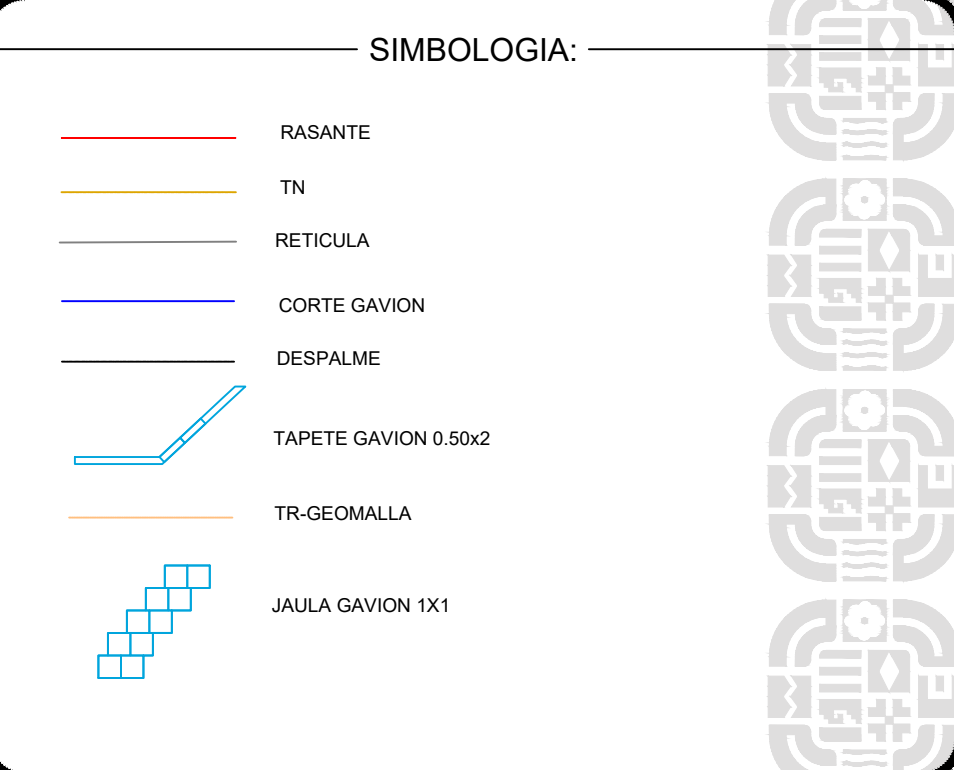 SIMBOLOGIA:
RASANTE
TN
RETICULA
CORTE GAVION
DESPALME
TAPETE GAVION 0.50x2
TR-GEOMALLA
JAULA GAVION 1X1